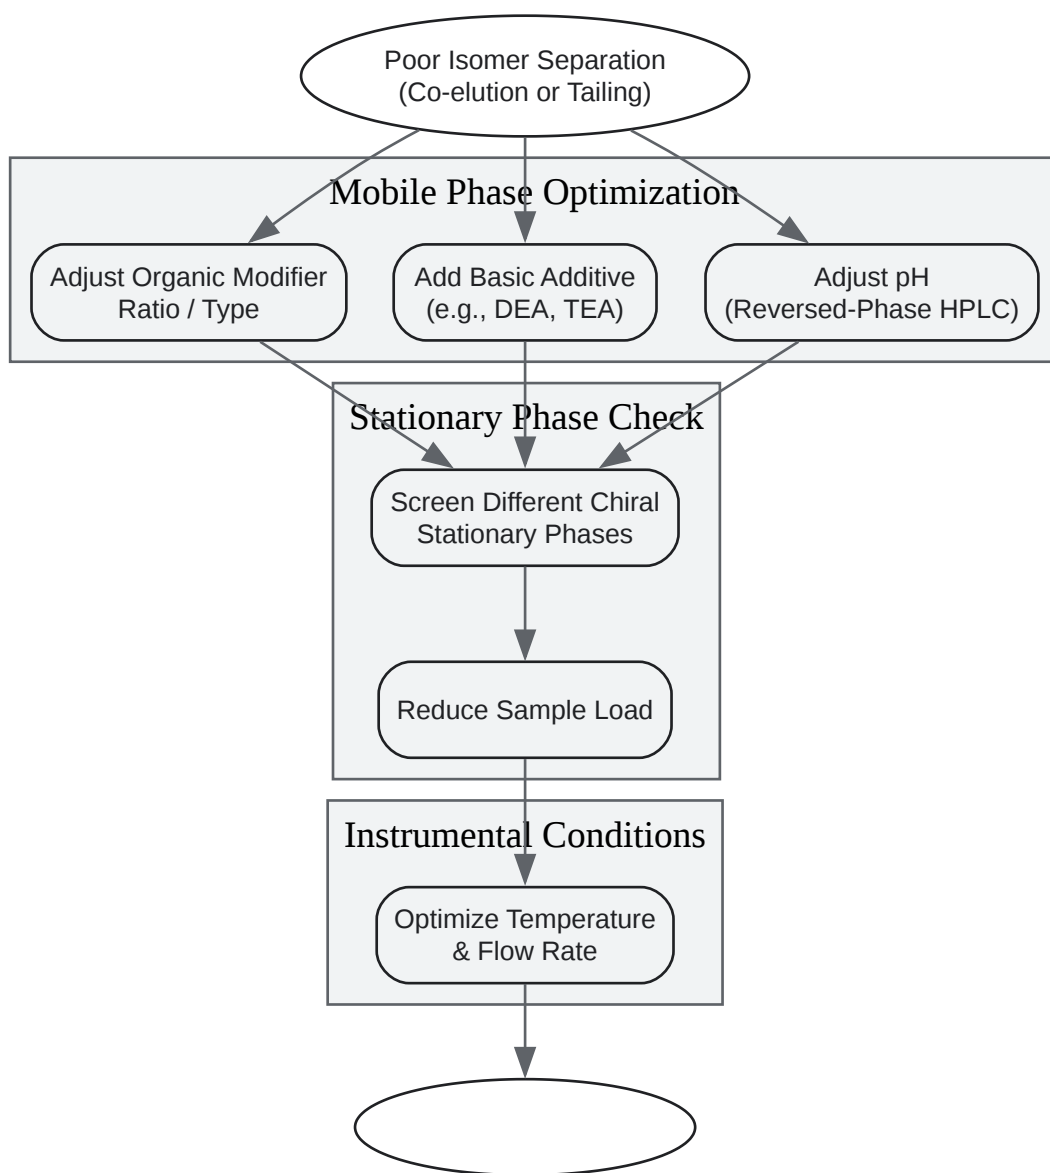 Poor Isomer Separation
(Co-elution or Tailing)
Mobile Phase Optimization
Adjust Organic Modifier
Ratio / Type
Add Basic Additive
(e.g., DEA, TEA)
Adjust pH
(Reversed-Phase HPLC)
Stationary Phase Check
Screen Different Chiral
Stationary Phases
Reduce Sample Load
Instrumental Conditions
Optimize Temperature
& Flow Rate